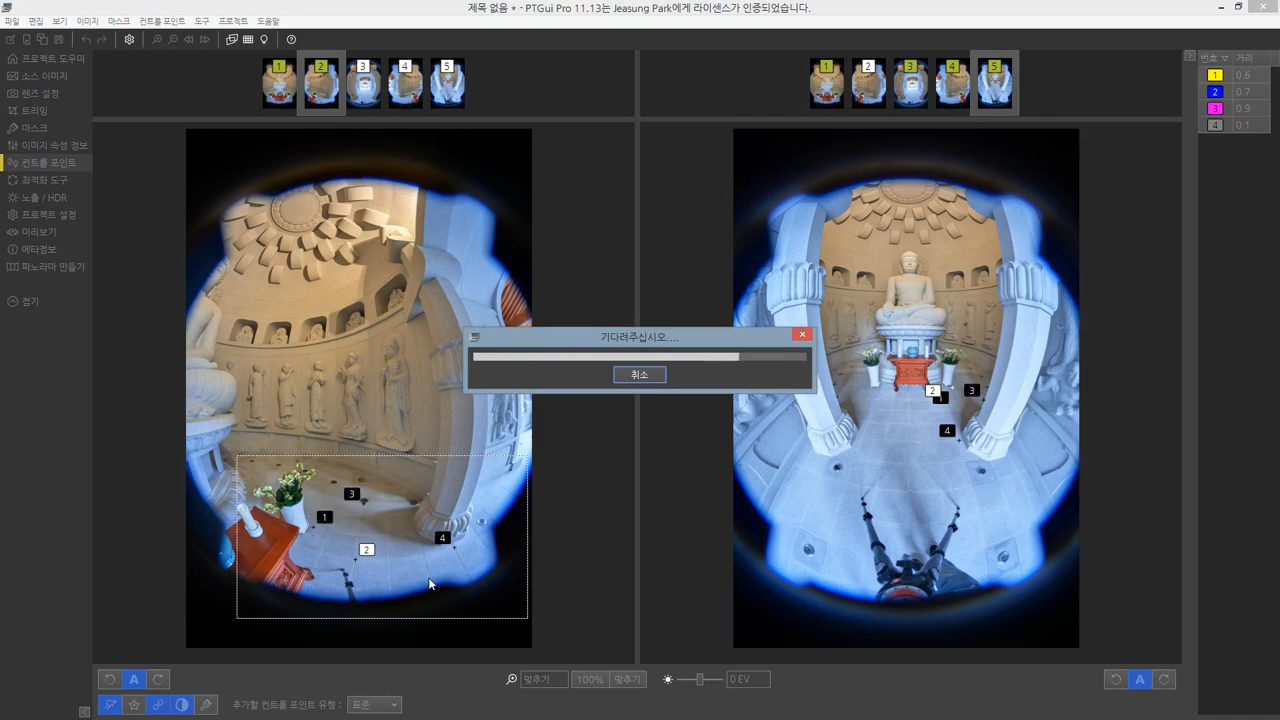 제목 없음 * - PTGui Pro 11.13는 Jeasung Park에게 라이센스가 인증되었습니다.
파일 편집 보기 이미지 마스크 컨트롤 포인트 도구 프로젝트 도움말
프로젝트 도우미
소스 이미지
렌즈 설정
트리밍
마스크
이미지 속성 정보
컨트롤 포인트
최적화 도구
노출 / HDR
프로젝트 설정
미리보기
메타정보
파노라마 만들기
접기
1 2 3 4 5
1 2 3 4 5
번호 거리
1 0.6
2 0.7
3 0.9
4 0.1
기다려주십시오....
취소
3
1
4
2
2 3
1
4
A
맞추기 100% 맞추기
0 EV
A
추가할 컨트롤 포인트 유형 : 표준